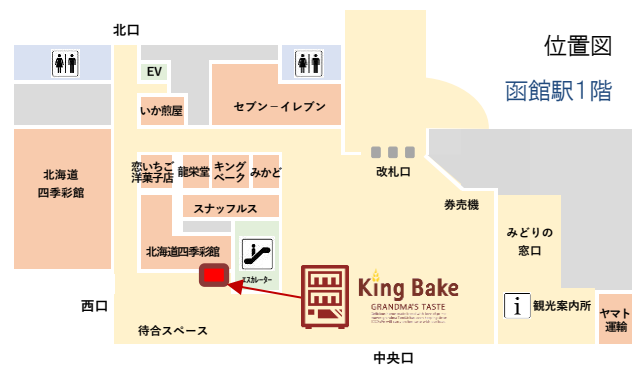 北口
位置図
函館駅1階
EV
いか煎屋
セブン－イレブン
北海道
四季彩館
恋いちご
洋菓子店
龍栄堂
キング
ベーク
みかど
改札口
スナッフルス
券売機
みどりの
窓口
北海道四季彩館
エスカレーター
King Bake
GRANDMA'S TASTE
西口
i
観光案内所
ヤマト
運輸
待合スペース
中央口